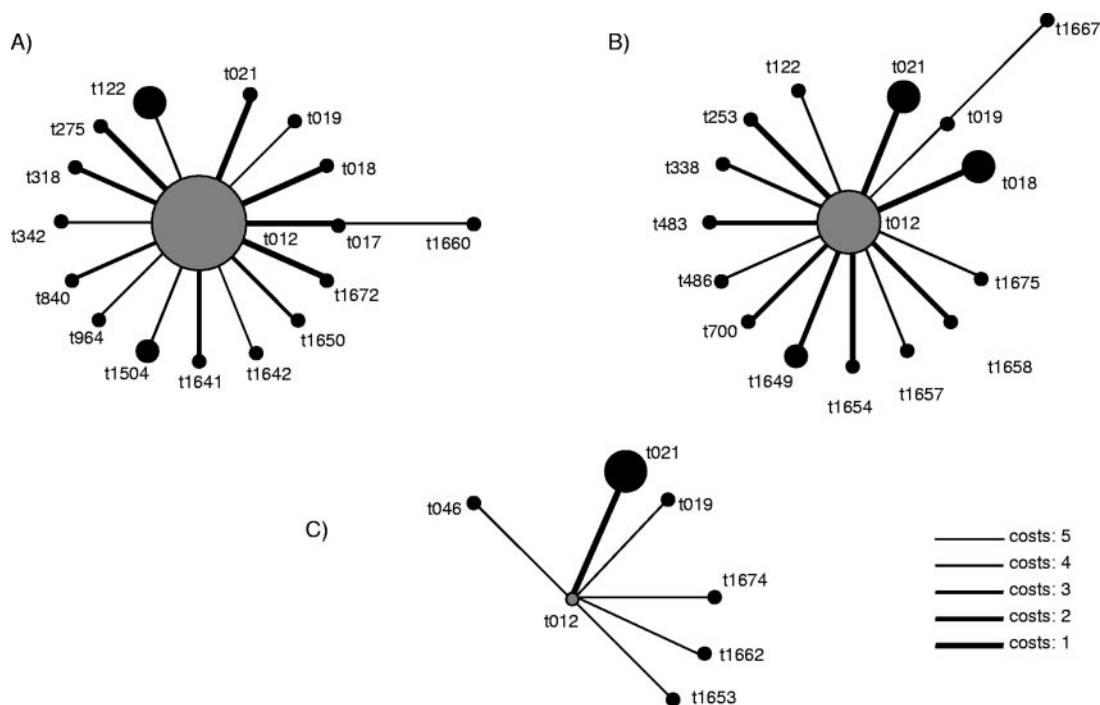 A)
t122
t021
t019
t275
t018
t318
t342
t012
t017
t1660
t840
t1672
t964
t1650
t1504
t1641
t1642
B)
t1667
t122
t021
t253
t019
t338
t018
t483
t012
t486
t1675
t700
t1649
t1654
t1657
t1658
C)
t021
t046
t019
t012
t1674
t1662
t1653
costs: 5
costs: 4
costs: 3
costs: 2
costs: 1